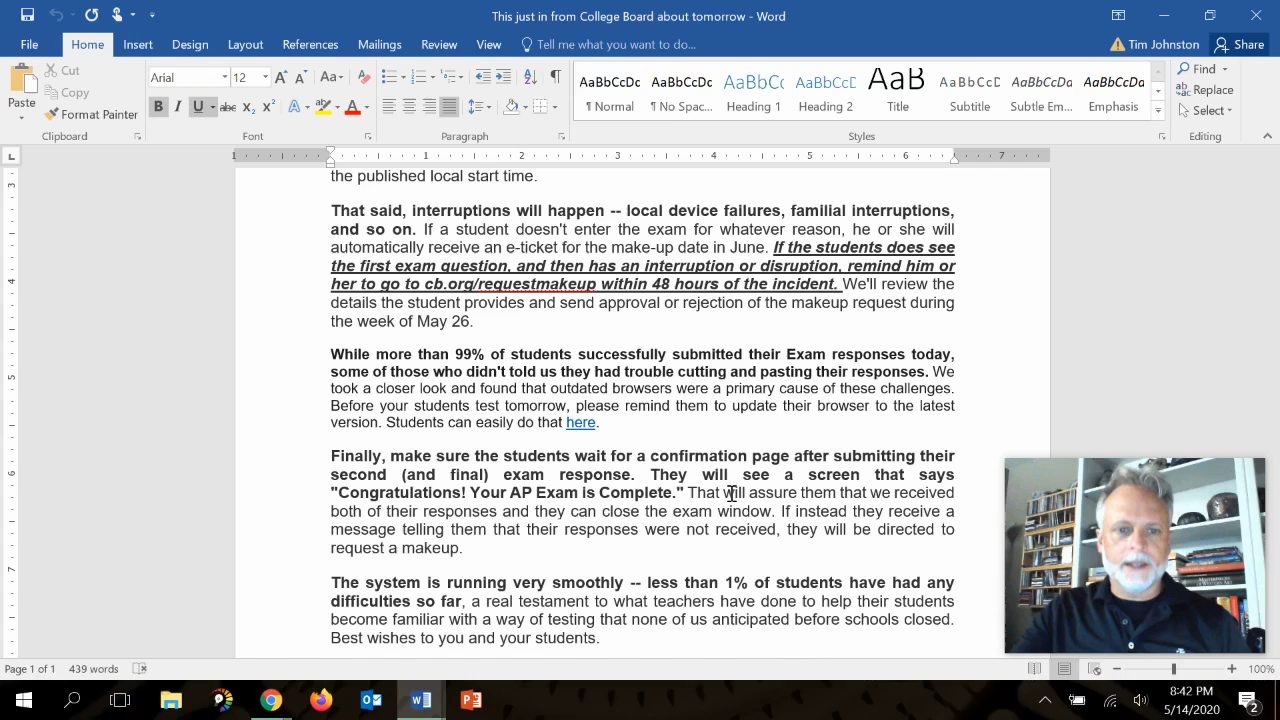 This just in from College Board about tomorrow - Word
File Home Insert Design Layout References Mailings Review View Tell me what you want to do... Tim Johnston Share
Paste Cut Copy Format Painter
Arial 12
AaBbCcDc AaBbCcDc AaBbCc AaBbCcD AaB AaBbCcD AaBbCcDa AaBbCcDa
¶ Normal ¶ No Spac... Heading 1 Heading 2 Title Subtitle Subtle Em... Emphasis
Find Replace Select
Clipboard Font Paragraph Styles Editing
1 1 2 3 4 5 6 7
the published local start time.
That said, interruptions will happen -- local device failures, familial interruptions,
and so on. If a student doesn't enter the exam for whatever reason, he or she will
automatically receive an e-ticket for the make-up date in June. If the students does see
the first exam question, and then has an interruption or disruption, remind him or
her to go to cb.org/requestmakeup within 48 hours of the incident. We'll review the
details the student provides and send approval or rejection of the makeup request during
the week of May 26.
While more than 99% of students successfully submitted their Exam responses today,
some of those who didn't told us they had trouble cutting and pasting their responses. We
took a closer look and found that outdated browsers were a primary cause of these challenges.
Before your students test tomorrow, please remind them to update their browser to the latest
version. Students can easily do that here.
Finally, make sure the students wait for a confirmation page after submitting their
second (and final) exam response. They will see a screen that says
"Congratulations! Your AP Exam is Complete." That will assure them that we received
both of their responses and they can close the exam window. If instead they receive a
message telling them that their responses were not received, they will be directed to
request a makeup.
The system is running very smoothly -- less than 1% of students have had any
difficulties so far, a real testament to what teachers have done to help their students
become familiar with a way of testing that none of us anticipated before schools closed.
Best wishes to you and your students.
3
4
5
6
7
Page 1 of 1 439 words 100%
8:42 PM
5/14/2020
2